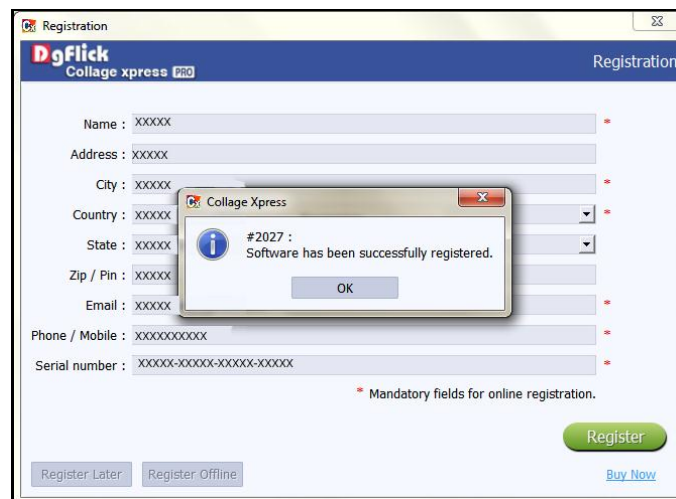 Registration
DgFlick
Collage xpress PRO
Registration
Name : XXXXX *
Address : XXXXX
City : XXXXX *
Country : XXXXX *
State : XXXXX
Zip / Pin : XXXXX
Email : XXXXX *
Phone / Mobile : XXXXXXXXXX *
Serial number : XXXXX-XXXXX-XXXXX-XXXXX *
Collage Xpress
#2027 :
Software has been successfully registered.
OK
* Mandatory fields for online registration.
Register
Register Later Register Offline Buy Now